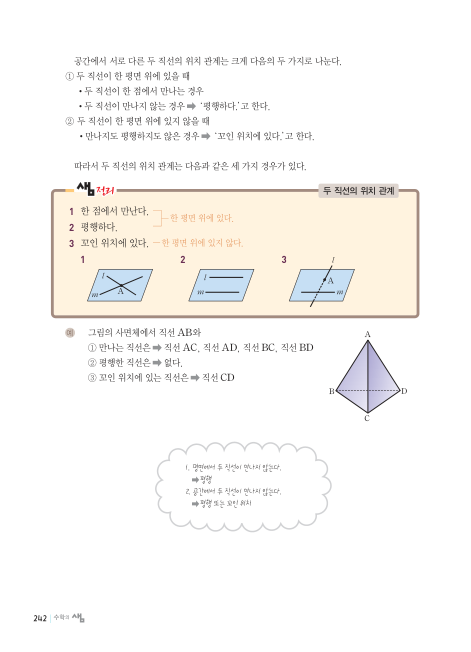 공간에서 서로 다른 두 직선의 위치 관계는 크게 다음의 두 가지로 나눈다.
① 두 직선이 한 평면 위에 있을 때
• 두 직선이 한 점에서 만나는 경우
• 두 직선이 만나지 않는 경우 ➡ ‘평행하다.’고 한다.
② 두 직선이 한 평면 위에 있지 않을 때
• 만나지도 평행하지도 않은 경우 ➡ ‘꼬인 위치에 있다.’고 한다.
따라서 두 직선의 위치 관계는 다음과 같은 세 가지 경우가 있다.
샘 정리 두 직선의 위치 관계
1 한 점에서 만난다.
한 평면 위에 있다.
2 평행하다.
3 꼬인 위치에 있다. 한 평면 위에 있지 않다.
1 2 3
l m A
l m
l A m
예 그림의 사면체에서 직선 AB와
① 만나는 직선은 ➡ 직선 AC, 직선 AD, 직선 BC, 직선 BD
② 평행한 직선은 ➡ 없다.
③ 꼬인 위치에 있는 직선은 ➡ 직선 CD
A
B D
C
1. 평면에서 두 직선이 만나지 않는다.
➡ 평행
2. 공간에서 두 직선이 만나지 않는다.
➡ 평행 또는 꼬인 위치
242 수학의 샘